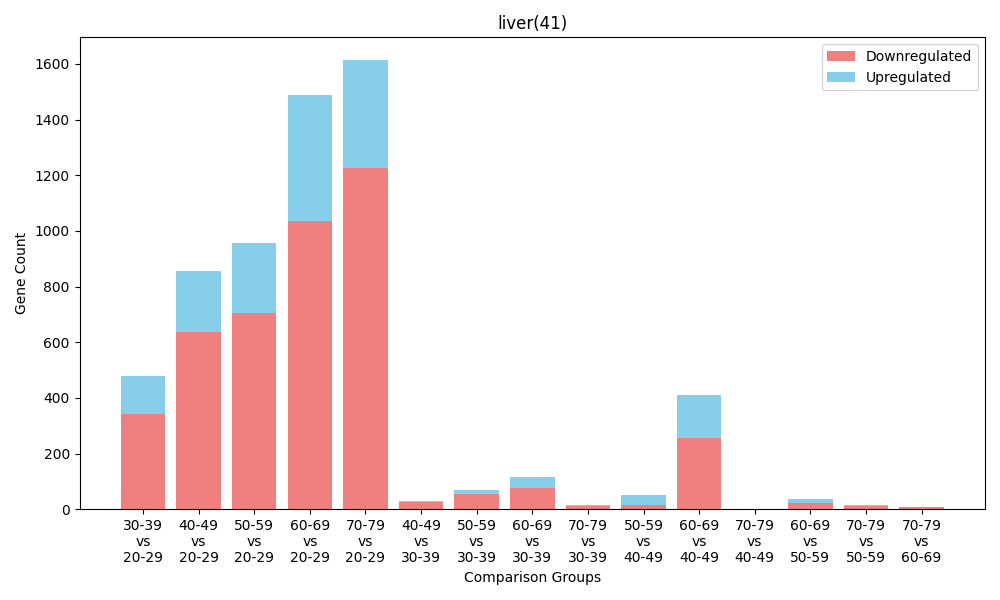 liver(41)
Downregulated
Upregulated
Gene Count
1600
1400
1200
1000
800
600
400
200
0
30-39 vs 20-29
40-49 vs 20-29
50-59 vs 20-29
60-69 vs 20-29
70-79 vs 20-29
40-49 vs 30-39
50-59 vs 30-39
60-69 vs 30-39
70-79 vs 30-39
50-59 vs 40-49
60-69 vs 40-49
70-79 vs 40-49
60-69 vs 50-59
70-79 vs 50-59
70-79 vs 60-69
Comparison Groups